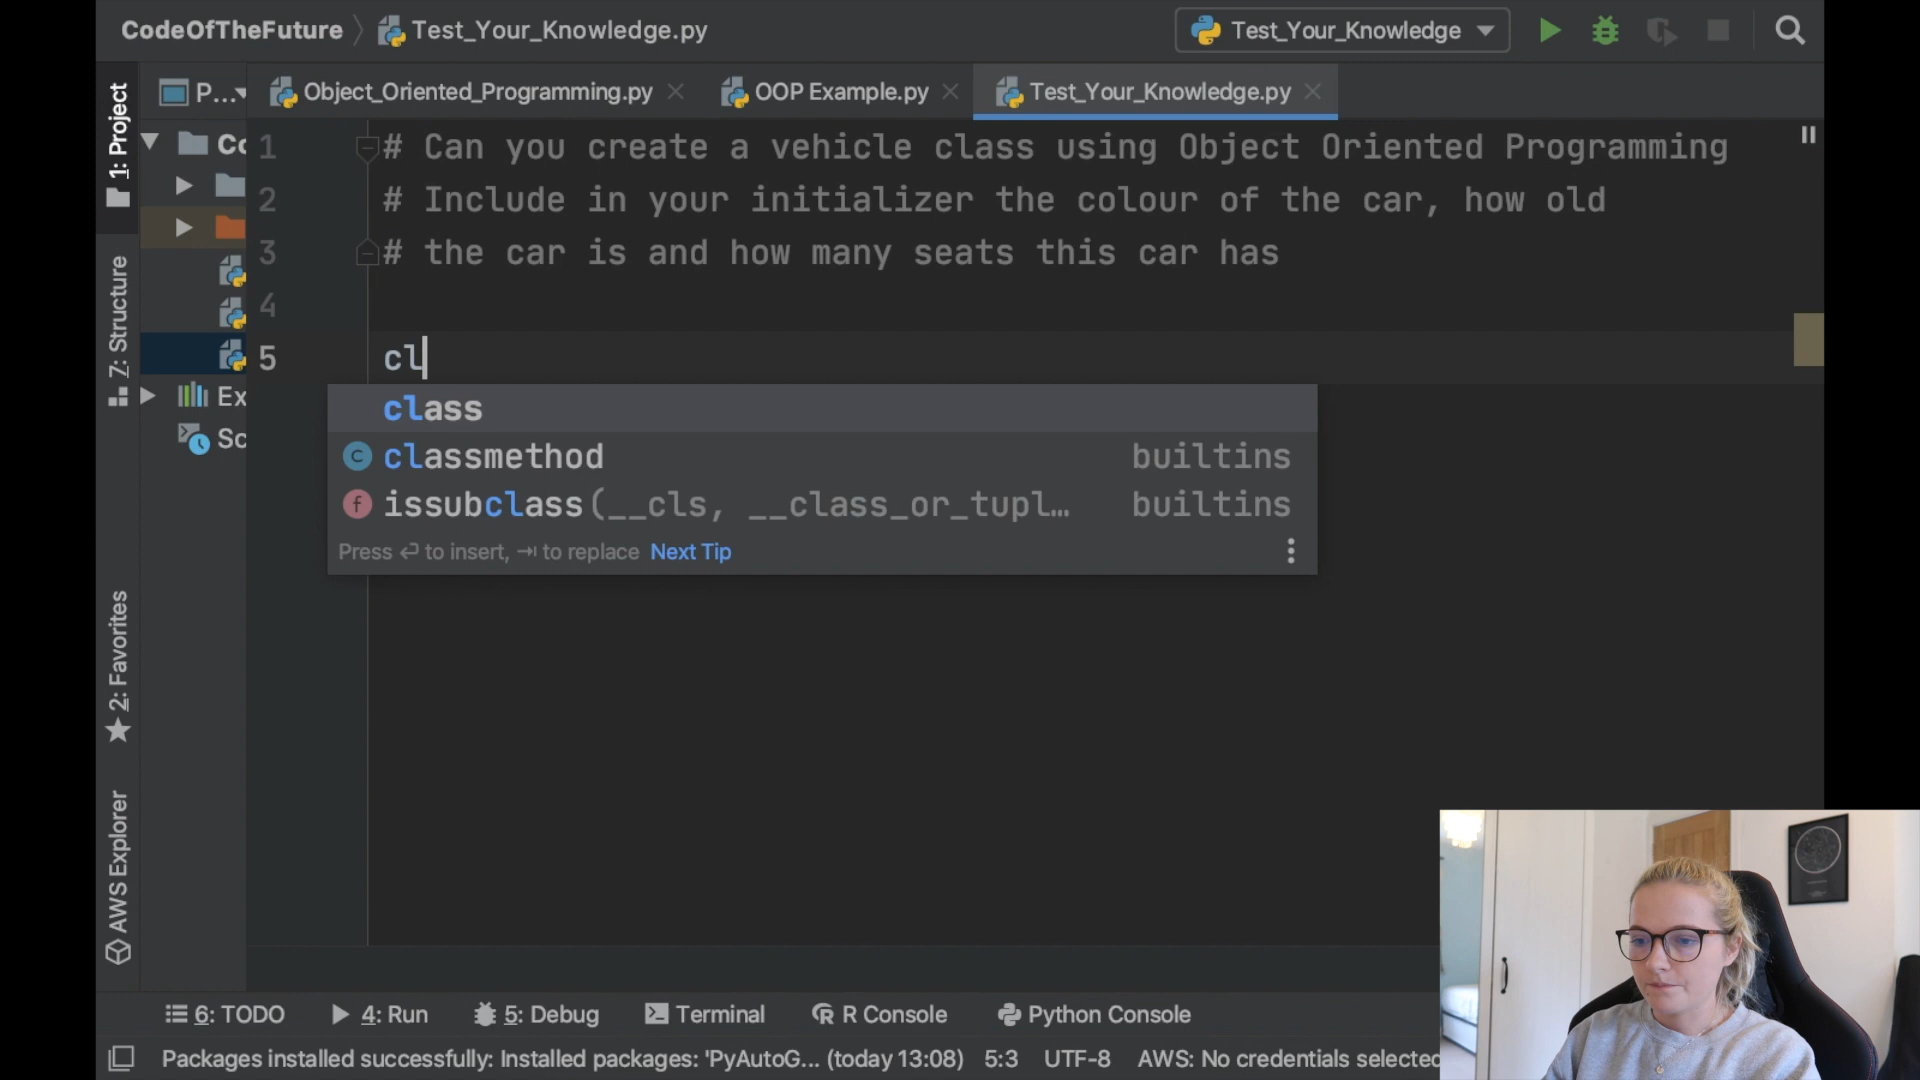 CodeOfTheFuture
Test_Your_Knowledge.py
Test_Your_Knowledge
1: Project
P...
Object_Oriented_Programming.py
OOP Example.py
Test_Your_Knowledge.py
Co
1 # Can you create a vehicle class using Object Oriented Programming
2 # Include in your initializer the colour of the car, how old
3 # the car is and how many seats this car has
4
5 cl
Z: Structure
Ex
Sc
class
classmethod builtins
issubclass(__cls, __class_or_tupl… builtins
Press ↩ to insert, ⇥ to replace Next Tip
2: Favorites
AWS Explorer
6: TODO
4: Run
5: Debug
Terminal
R Console
Python Console
Packages installed successfully: Installed packages: 'PyAutoG... (today 13:08)
5:3
UTF-8
AWS: No credentials selected